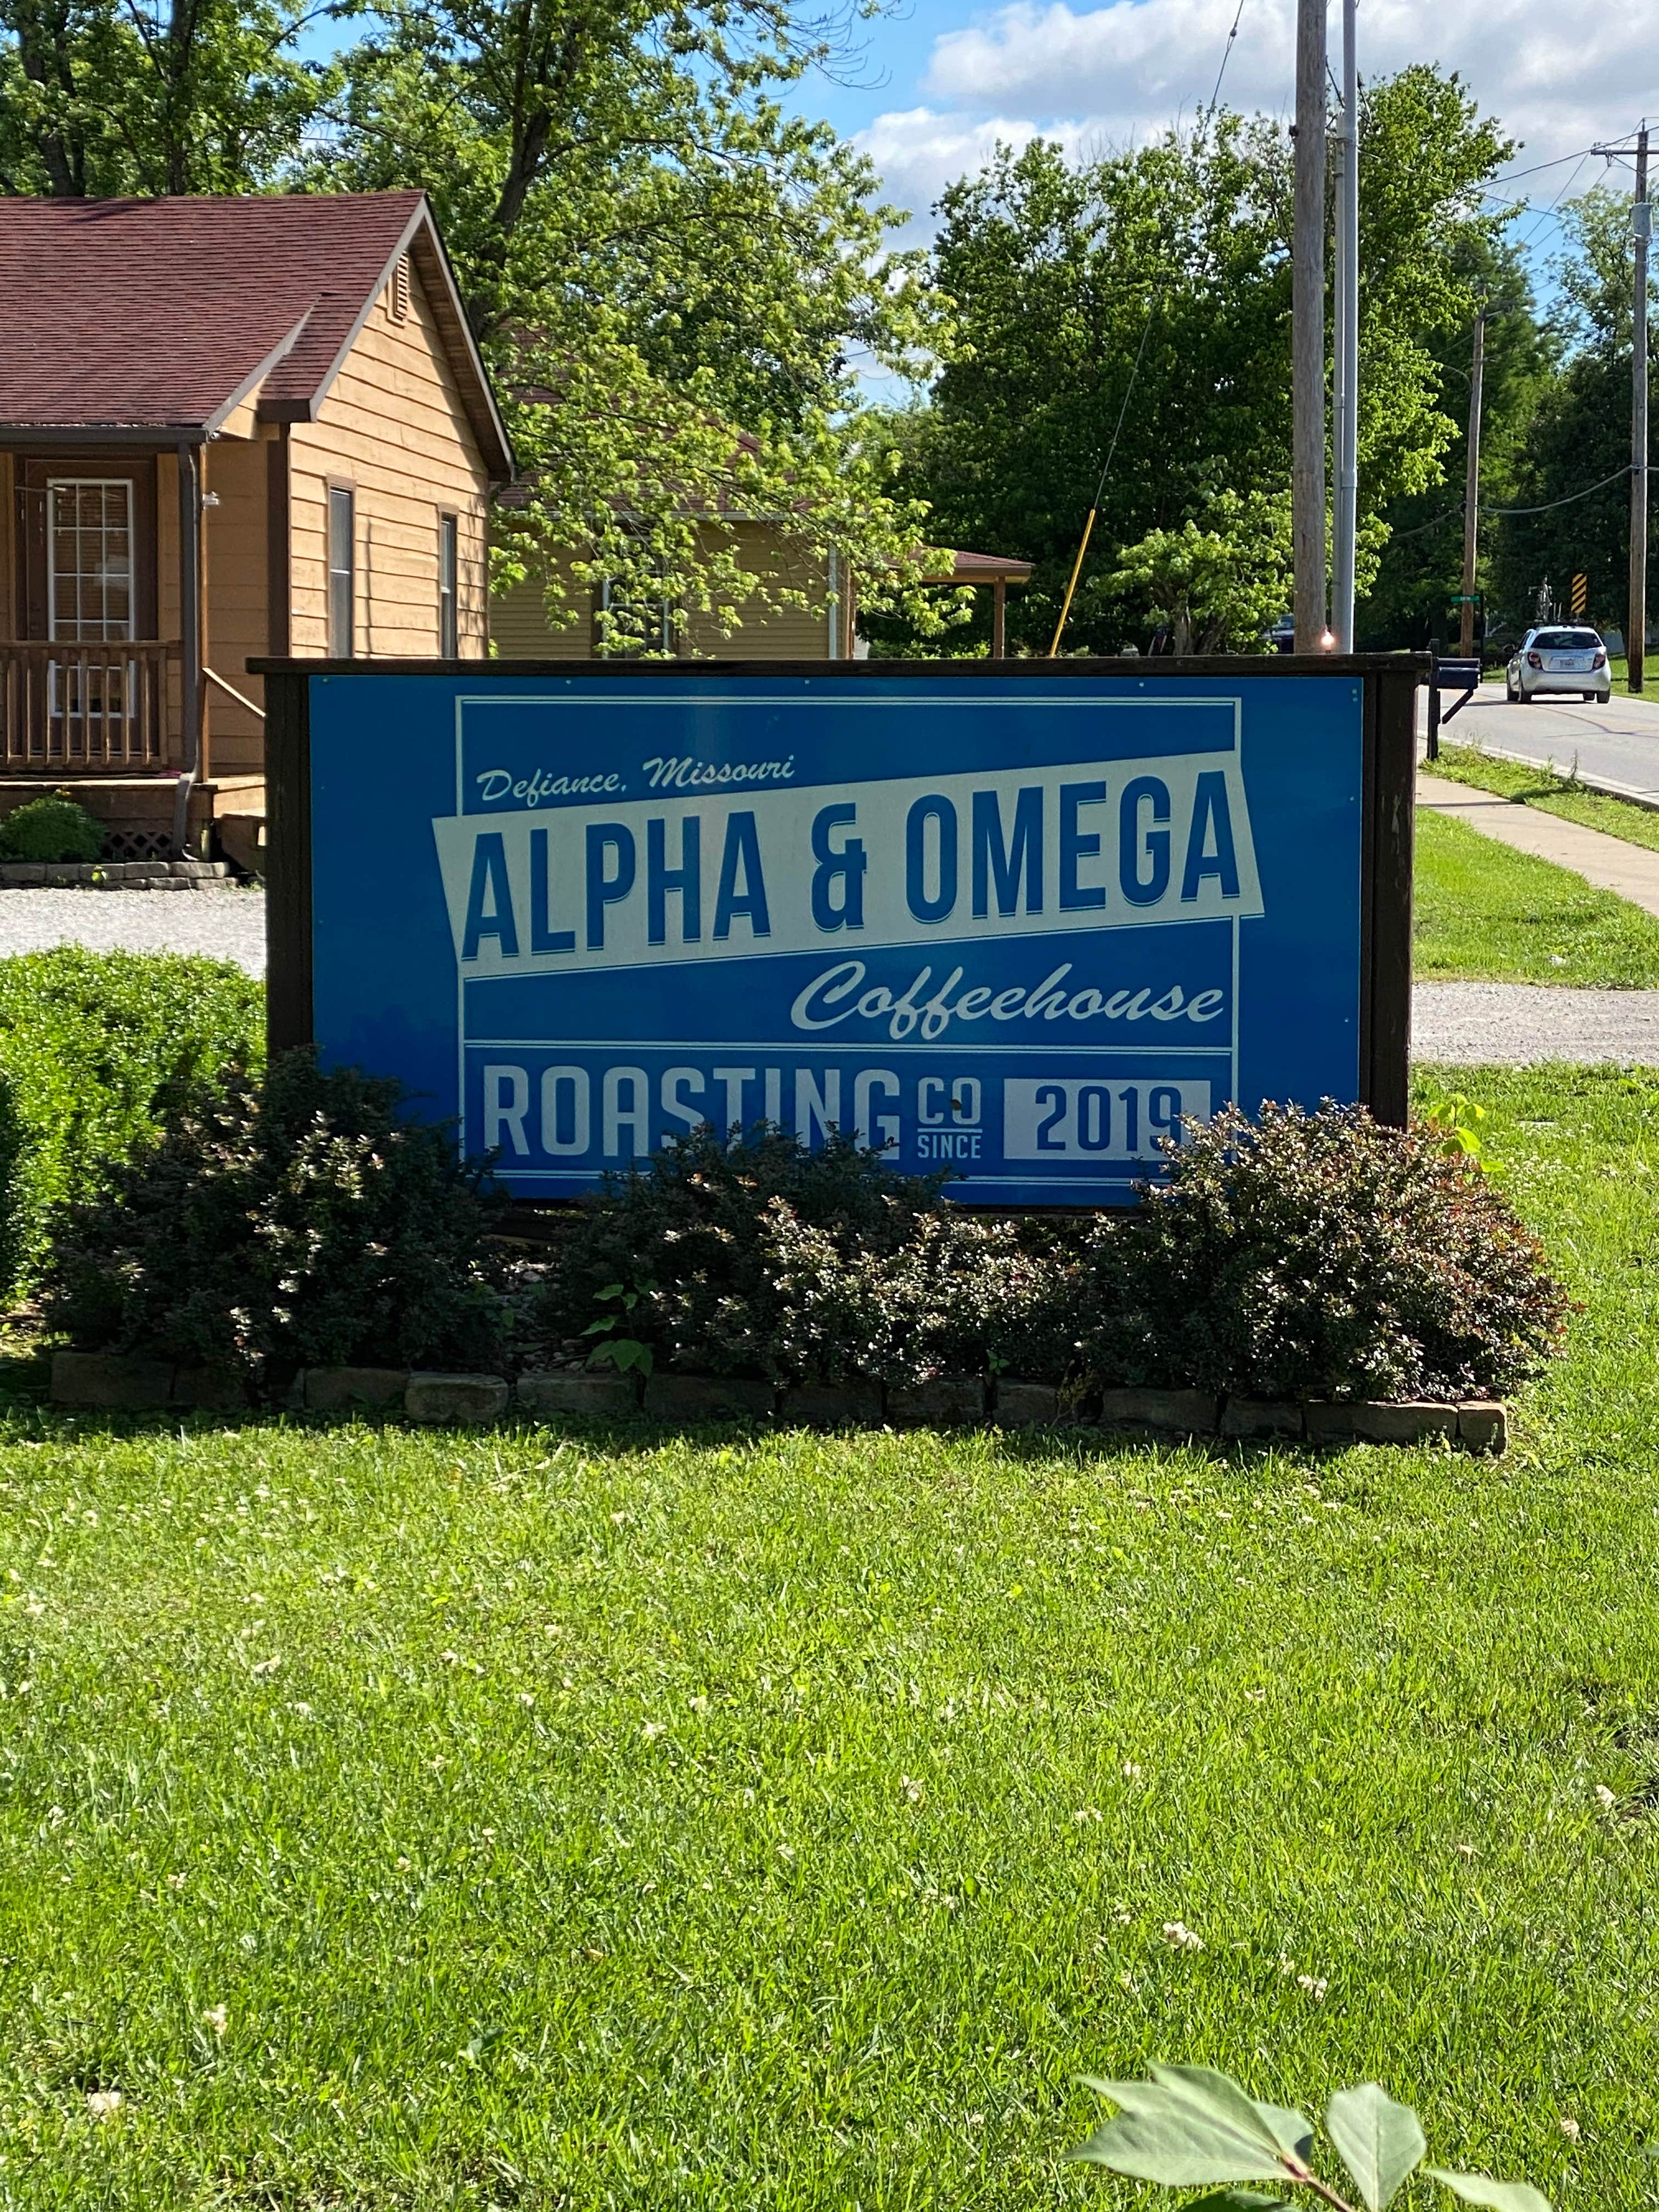 Defiance, Missouri
ALPHA & OMEGA
Coffeehouse
ROASTING CO SINCE 2019